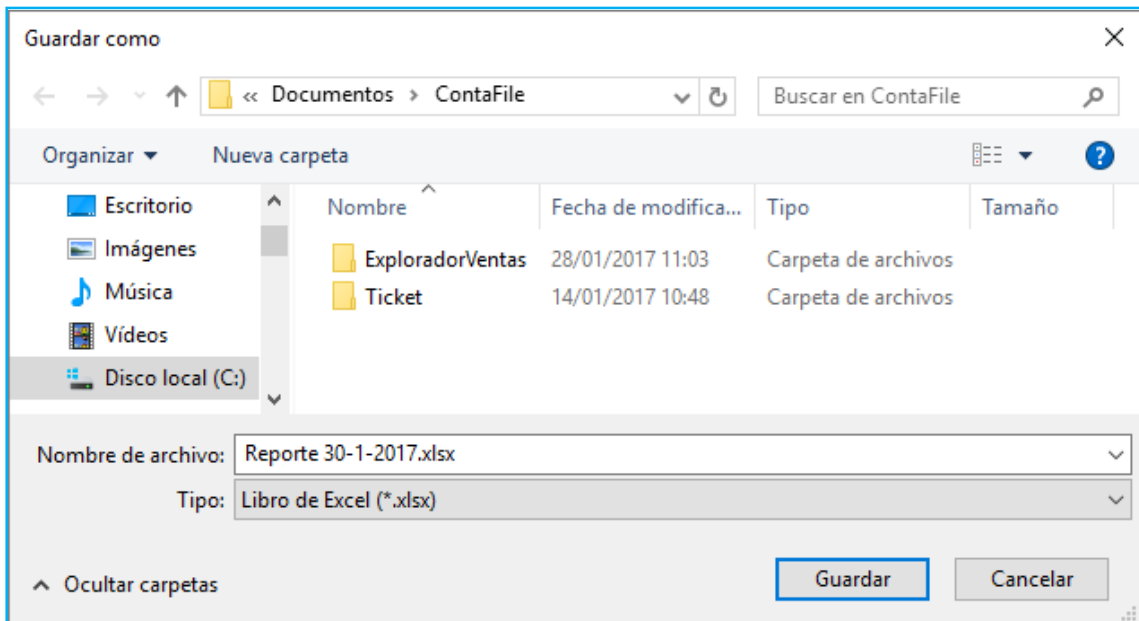 Guardar como
« Documentos > ContaFile
Buscar en ContaFile
Organizar
Nueva carpeta
?
Escritorio
Imágenes
Música
Vídeos
Disco local (C:)
Nombre Fecha de modifica... Tipo Tamaño
ExploradorVentas 28/01/2017 11:03 Carpeta de archivos
Ticket 14/01/2017 10:48 Carpeta de archivos
Nombre de archivo: Reporte 30-1-2017.xlsx
Tipo: Libro de Excel (*.xlsx)
Ocultar carpetas
Guardar
Cancelar